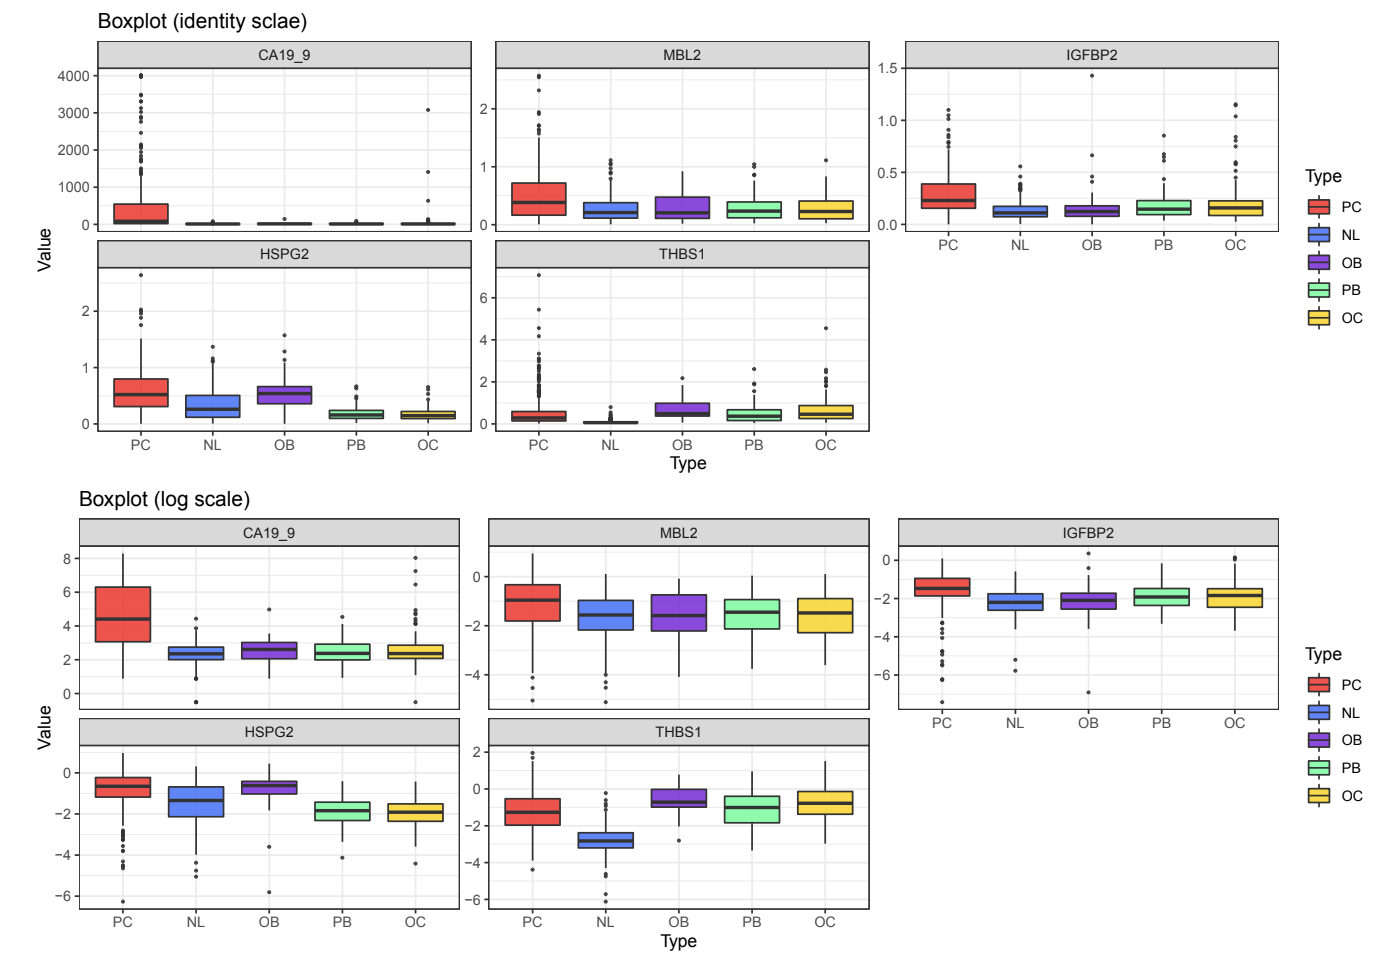 Boxplot (identity sclae)
CA19_9
MBL2
IGFBP2
4000
3000
2000
1000
0
2
1
0
1.5
1.0
0.5
0.0
PC
NL
OB
PB
OC
HSPG2
THBS1
2
1
0
6
4
2
0
PC
NL
OB
PB
OC
PC
NL
OB
PB
OC
Value
Type
Type
PC
NL
OB
PB
OC
Boxplot (log scale)
CA19_9
MBL2
IGFBP2
8
6
4
2
0
0
−2
−4
0
−2
−4
−6
PC
NL
OB
PB
OC
HSPG2
THBS1
0
−2
−4
−6
2
0
−2
−4
−6
PC
NL
OB
PB
OC
PC
NL
OB
PB
OC
Value
Type
Type
PC
NL
OB
PB
OC